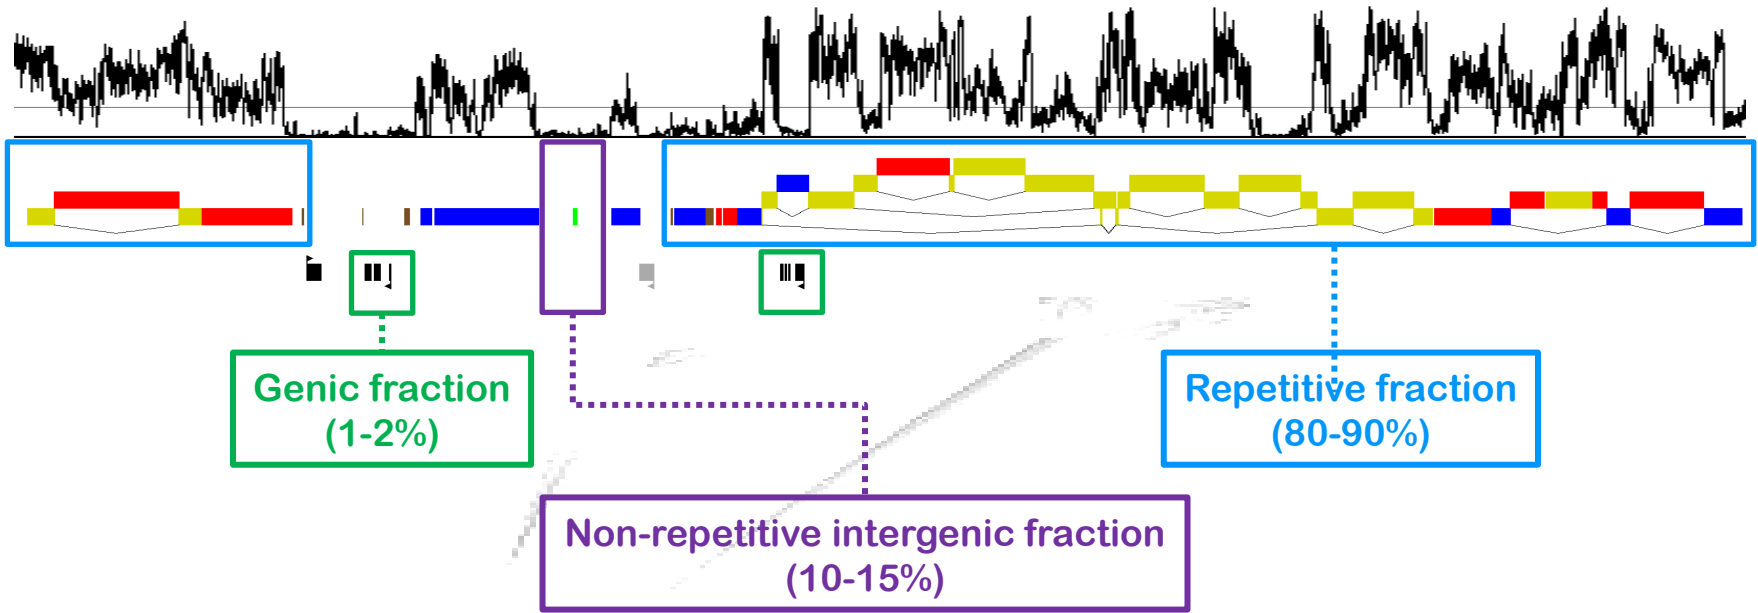 Genic fraction
(1-2%)
Repetitive fraction
(80-90%)
Non-repetitive intergenic fraction
(10-15%)